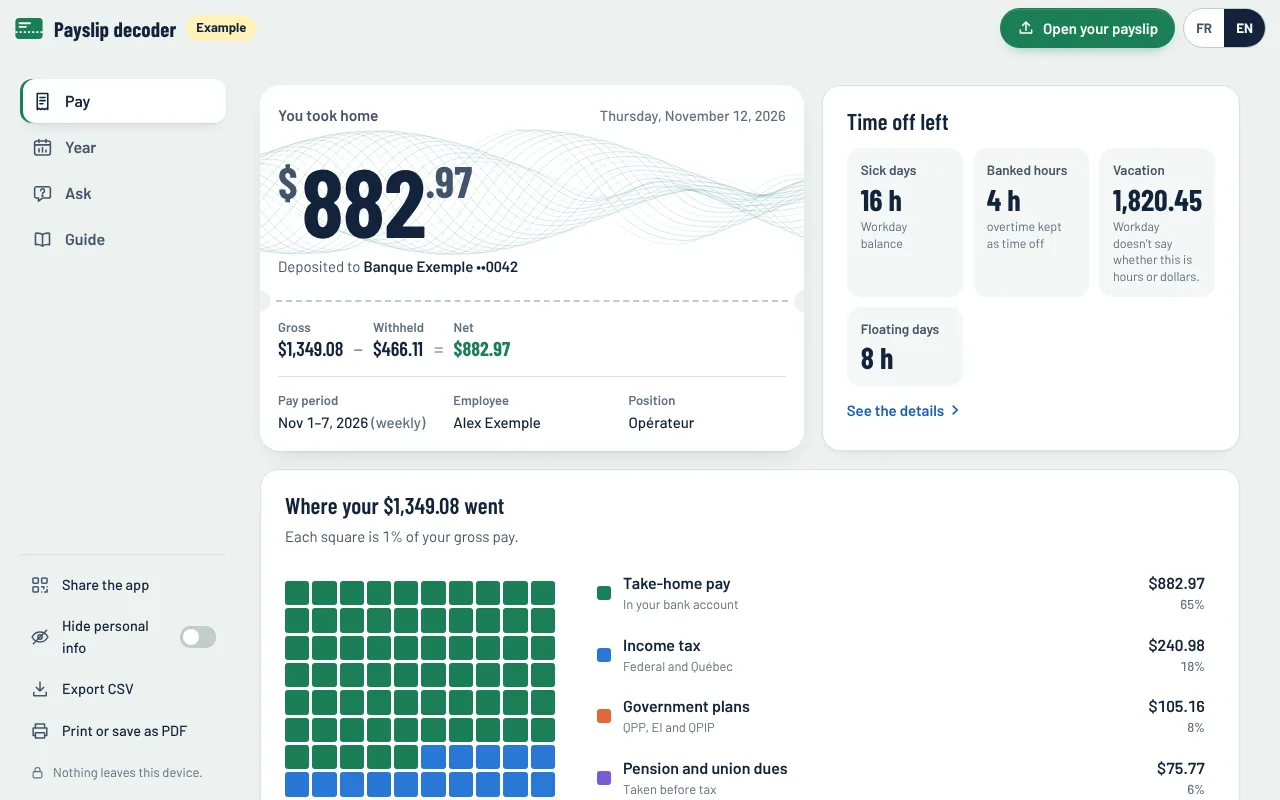 Payslip decoder
Example
Open your payslip
FR
EN
Pay
Year
Ask
Guide
Share the app
Hide personal
info
Export CSV
Print or save as PDF
Nothing leaves this device.
You took home
Thursday, November 12, 2026
$882.97
Deposited to Banque Exemple ••0042
Gross
Withheld
Net
$1,349.08 – $466.11 = $882.97
Pay period
Employee
Position
Nov 1–7, 2026 (weekly)
Alex Exemple
Opérateur
Time off left
Sick days
16 h
Workday
balance
Banked hours
4 h
overtime kept
as time off
Vacation
1,820.45
Workday
doesn't say
whether this is
hours or dollars.
Floating days
8 h
See the details
Where your $1,349.08 went
Each square is 1% of your gross pay.
Take-home pay
$882.97
In your bank account
65%
Income tax
$240.98
Federal and Québec
18%
Government plans
$105.16
QPP, EI and QPIP
8%
Pension and union dues
$75.77
Taken before tax
6%